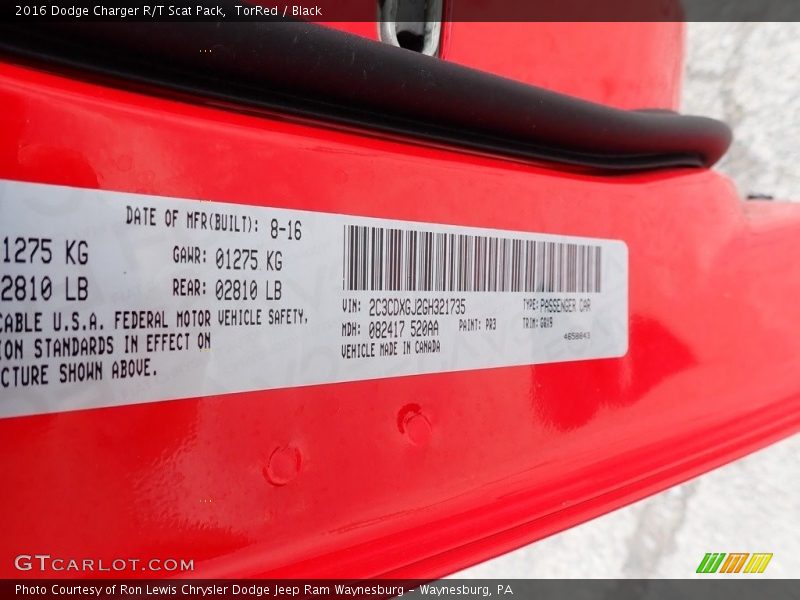 2016 Dodge Charger R/T Scat Pack, TorRed / Black
DATE OF MFR(BUILT): 8-16
1275 KG GAWR: 01275 KG
2810 LB REAR: 02810 LB
CABLE U.S.A. FEDERAL MOTOR VEHICLE SAFETY.
ION STANDARDS IN EFFECT ON
CTURE SHOWN ABOVE.
VIN: 2C3CDXGJ2GH321735 TYPE: PASSENGER CAR
MDH: 082417 520AA PAINT: PR3 TRIM: GRX9
VEHICLE MADE IN CANADA 4658843
GTCARLOT.COM
Photo Courtesy of Ron Lewis Chrysler Dodge Jeep Ram Waynesburg - Waynesburg, PA